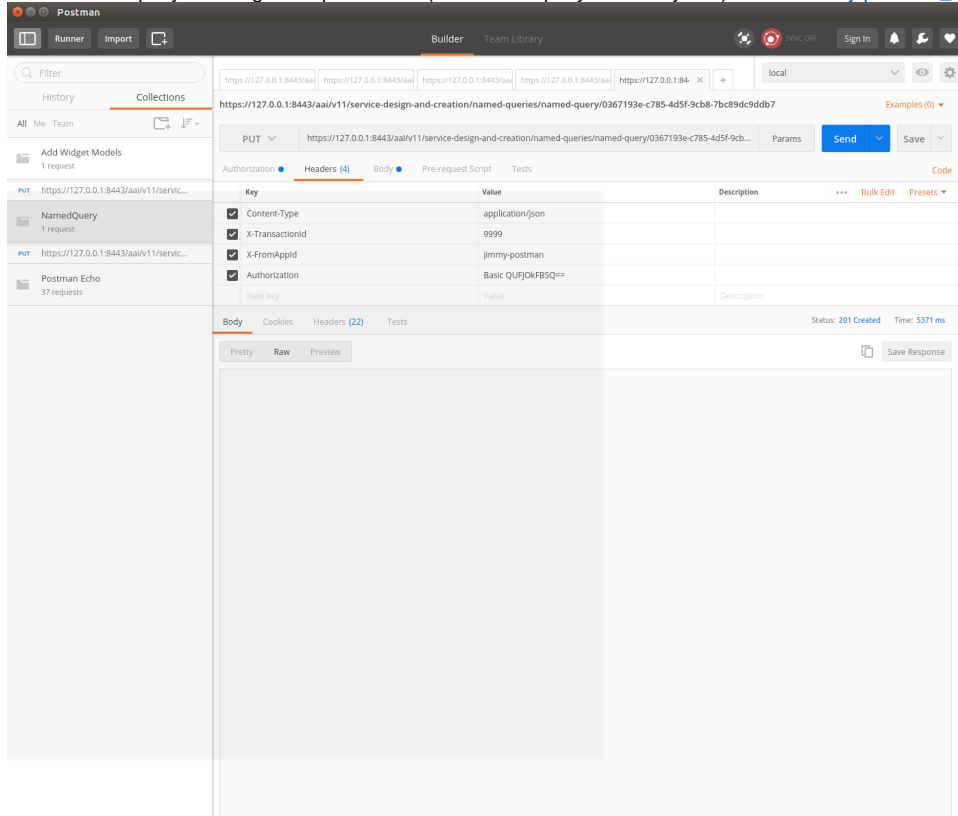 Postman
Runner Import Builder Team Library SYNC OFF Sign In
Filter
History Collections
All Me Team
Add Widget Models
1 request
PUT https://127.0.0.1:8443/aai/v11/servic...
NamedQuery
1 request
PUT https://127.0.0.1:8443/aai/v11/servic...
Postman Echo
37 requests
https://127.0.0.1:8443/aai https://127.0.0.1:8443/aai https://127.0.0.1:8443/aai https://127.0.0.1:8443/aai https://127.0.0.1:84 × + local
https://127.0.0.1:8443/aai/v11/service-design-and-creation/named-queries/named-query/0367193e-c785-4d5f-9cb8-7bc89dc9ddb7 Examples (0)
PUT https://127.0.0.1:8443/aai/v11/service-design-and-creation/named-queries/named-query/0367193e-c785-4d5f-9cb... Params Send Save
Authorization Headers (4) Body Pre-request Script Tests Code
Key Value Description ••• Bulk Edit Presets
Content-Type application/json
X-TransactionId 9999
X-FromAppId jimmy-postman
Authorization Basic QUFJOkFBSQ==
New key Value Description
Body Cookies Headers (22) Tests Status: 201 Created Time: 5371 ms
Pretty Raw Preview Save Response